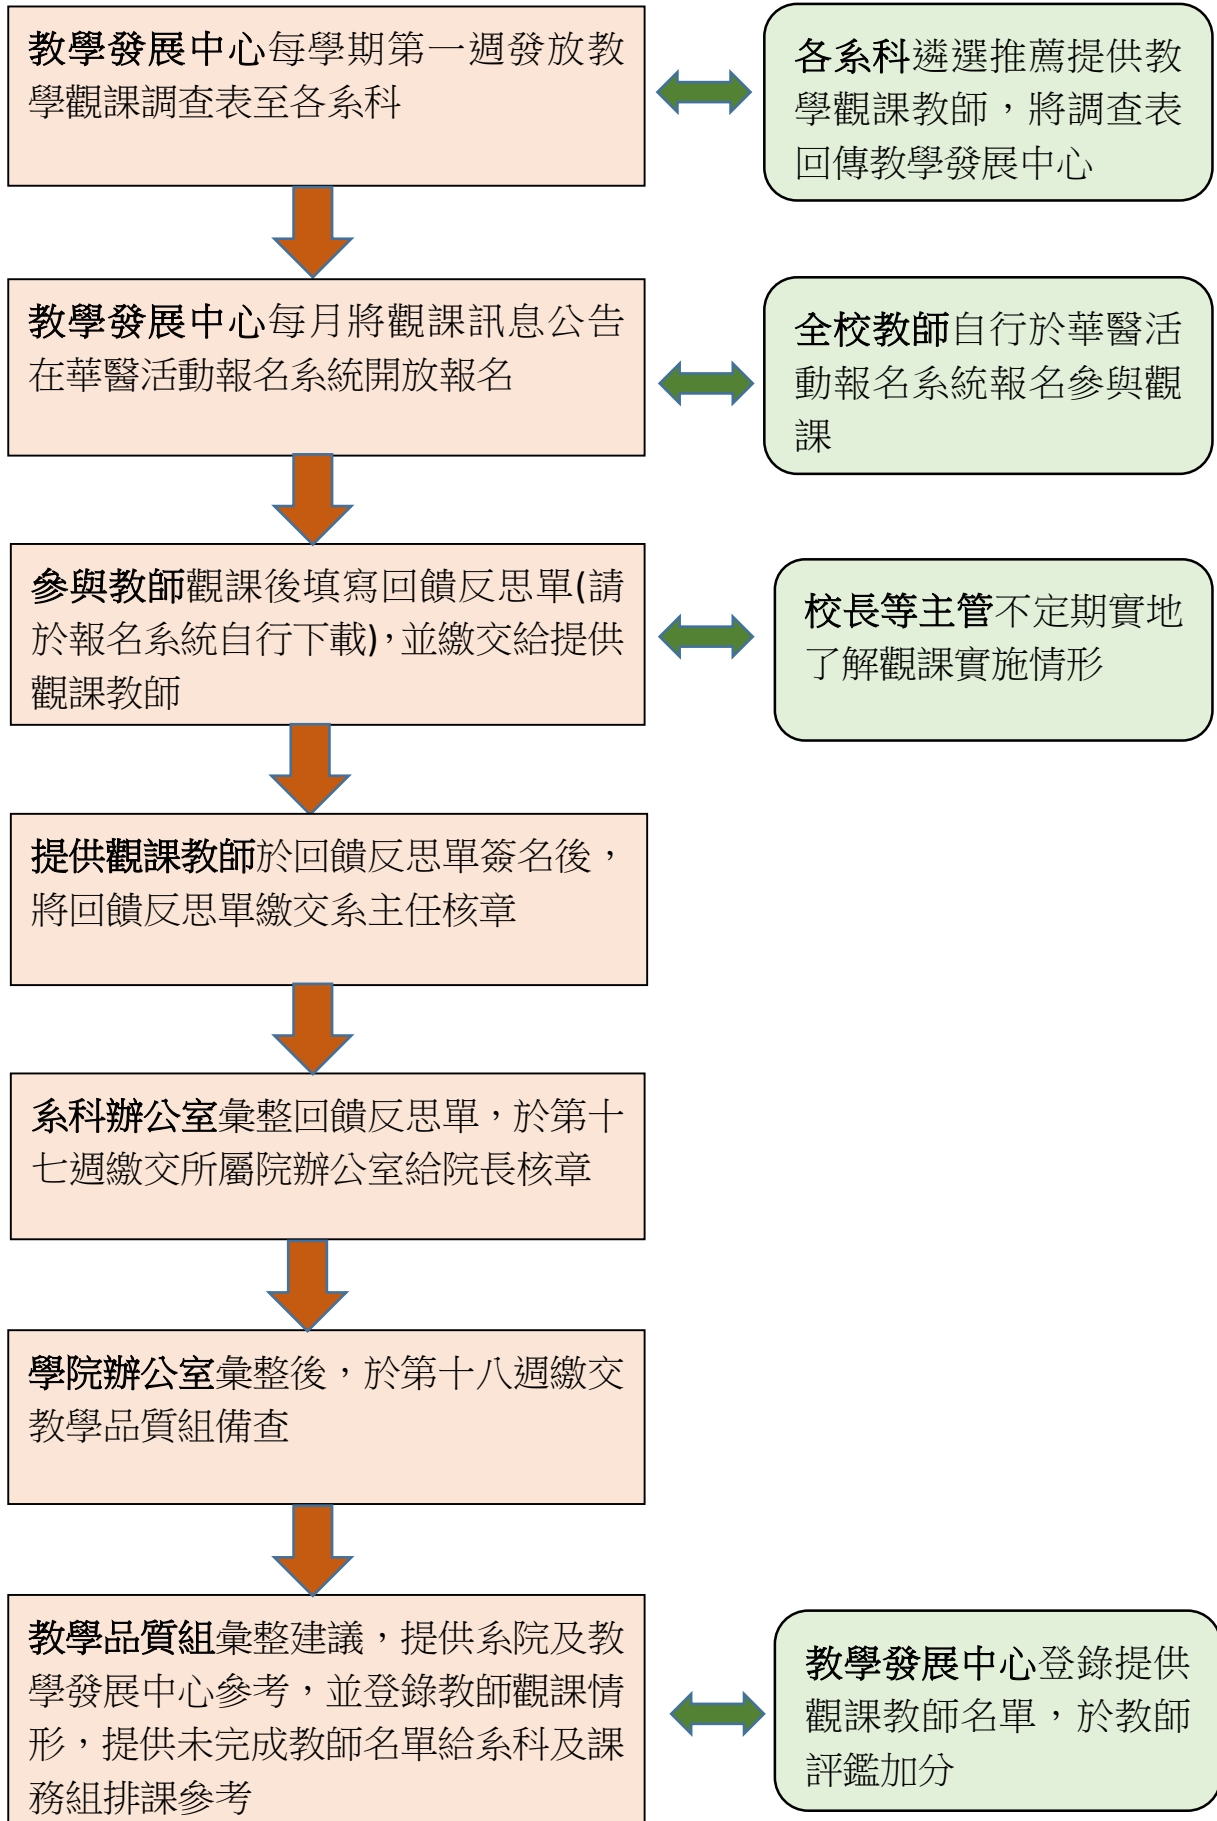 教學發展中心每學期第一週發放教
學觀課調查表至各系科
各系科遴選推薦提供教
學觀課教師，將調查表
回傳教學發展中心
教學發展中心每月將觀課訊息公告
在華醫活動報名系統開放報名
全校教師自行於華醫活
動報名系統報名參與觀
課
參與教師觀課後填寫回饋反思單(請
於報名系統自行下載)，並繳交給提供
觀課教師
校長等主管不定期實地
了解觀課實施情形
提供觀課教師於回饋反思單簽名後，
將回饋反思單繳交系主任核章
系科辦公室彙整回饋反思單，於第十
七週繳交所屬院辦公室給院長核章
學院辦公室彙整後，於第十八週繳交
教學品質組備查
教學品質組彙整建議，提供系院及教
學發展中心參考，並登錄教師觀課情
形，提供未完成教師名單給系科及課
務組排課參考
教學發展中心登錄提供
觀課教師名單，於教師
評鑑加分